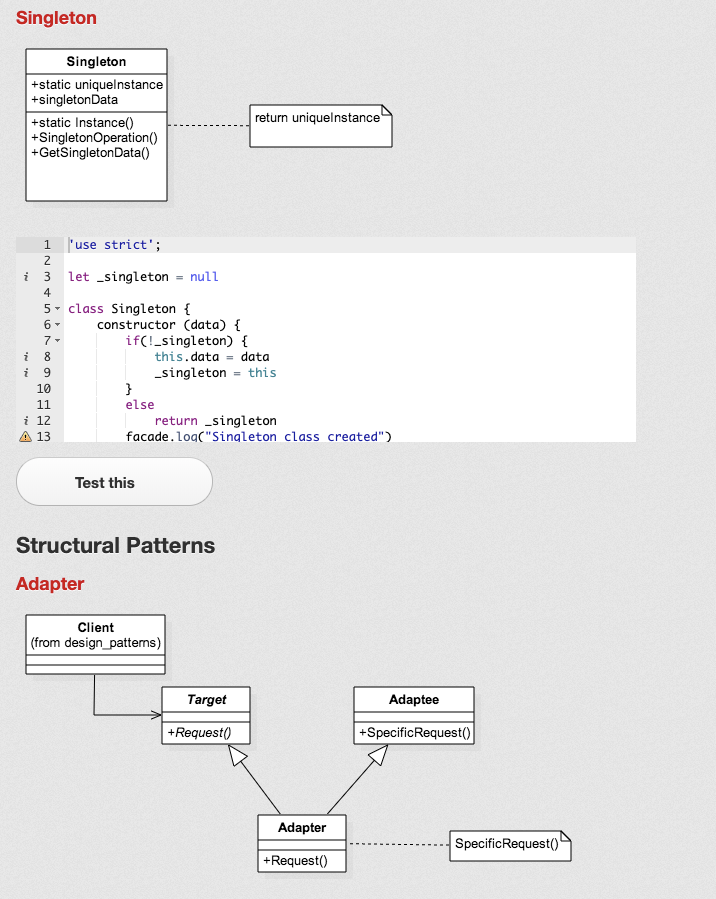 Singleton
Singleton
+static uniqueInstance
+singletonData
+static Instance()
+SingletonOperation()
+GetSingletonData()
return uniqueInstance
1 'use strict';
2
i 3 let _singleton = null
4
5 class Singleton {
6 constructor (data) {
7 if(!_singleton) {
i 8 this.data = data
i 9 _singleton = this
10 }
11 else
i 12 return _singleton
13 facade.log("Singleton class created")
Test this
Structural Patterns
Adapter
Client
(from design_patterns)
Target
+Request()
Adaptee
+SpecificRequest()
Adapter
+Request()
SpecificRequest()